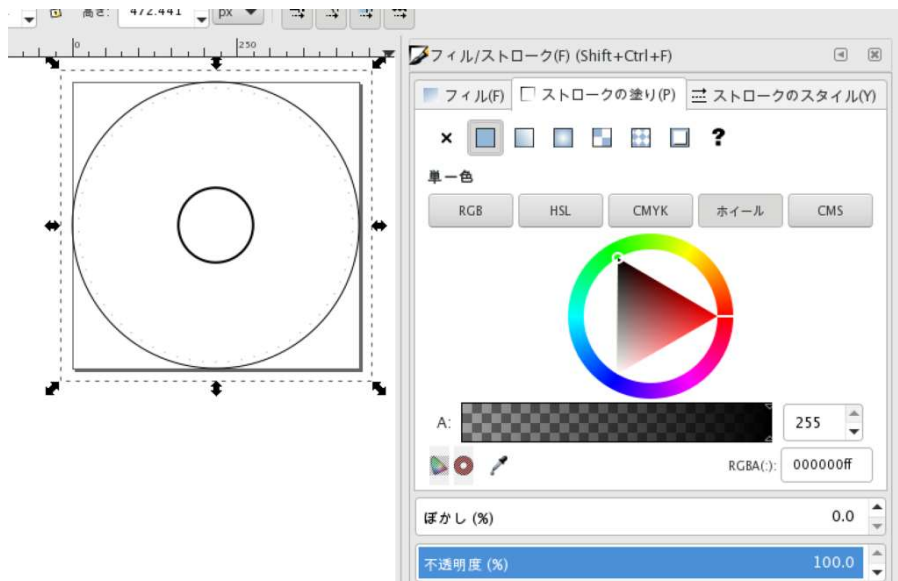 高さ: 472.441 px
0 250
フィル/ストローク(F) (Shift+Ctrl+F)
フィル(F) ストロークの塗り(P) ストロークのスタイル(Y)
?
単一色
RGB HSL CMYK ホイール CMS
A: 255
RGBA(:): 000000ff
ぼかし (%) 0.0
不透明度 (%) 100.0